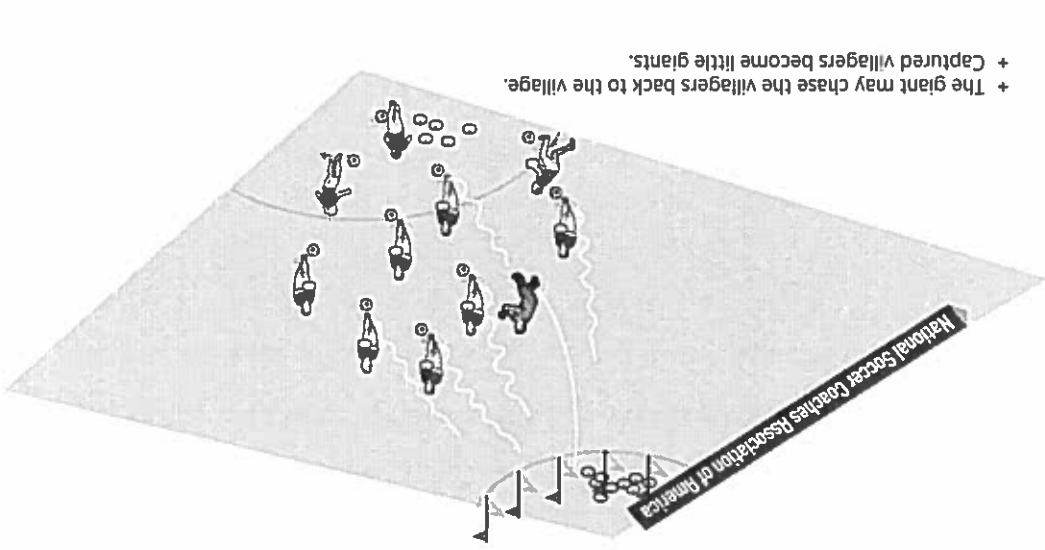 National Soccer Coaches Association of America
+ The giant may chase the villagers back to the village.
+ Captured villagers become little giants.